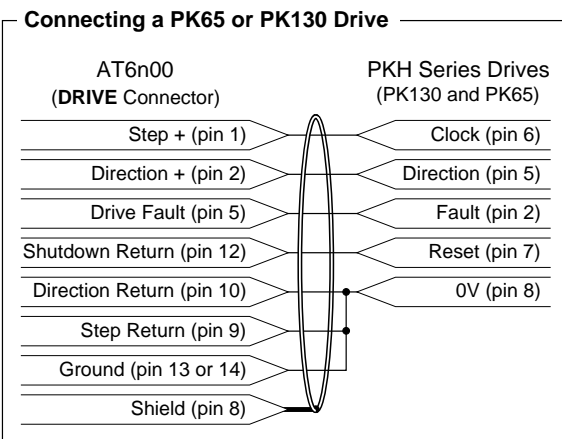 Connecting a PK65 or PK130 Drive
AT6n00
(DRIVE Connector)
PKH Series Drives
(PK130 and PK65)
Step + (pin 1)
Clock (pin 6)
Direction + (pin 2)
Direction (pin 5)
Drive Fault (pin 5)
Fault (pin 2)
Shutdown Return (pin 12)
Reset (pin 7)
Direction Return (pin 10)
0V (pin 8)
Step Return (pin 9)
Ground (pin 13 or 14)
Shield (pin 8)